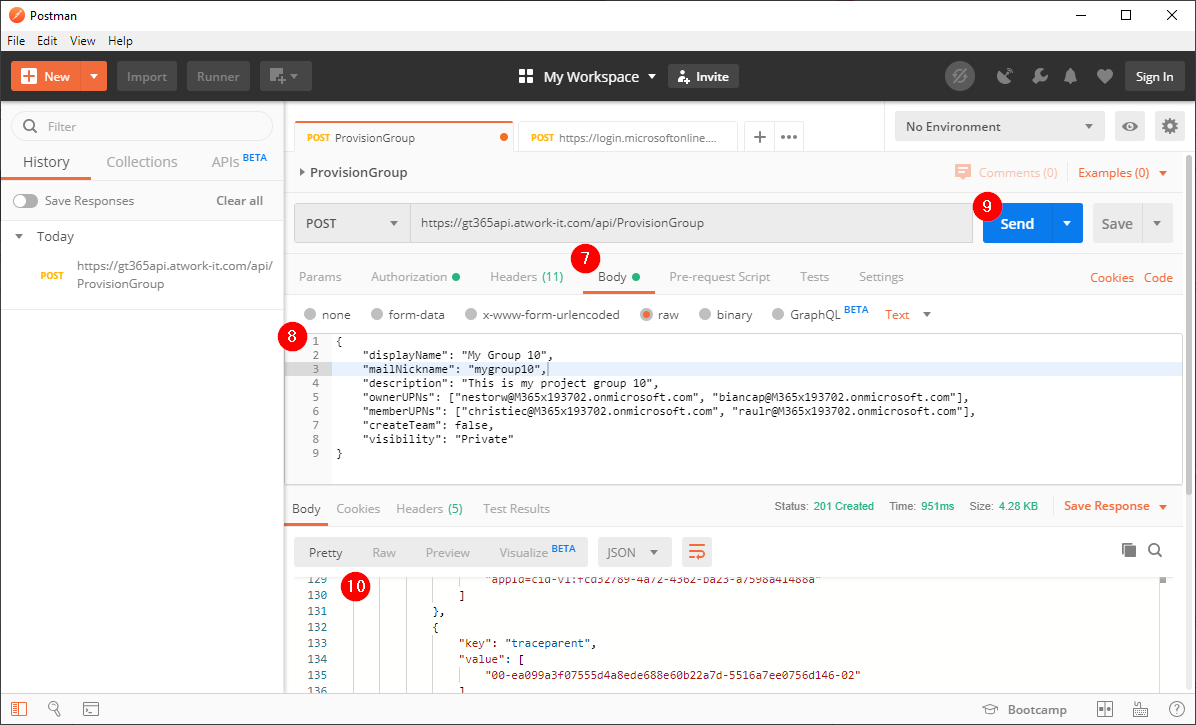 Postman
File Edit View Help
New Import Runner My Workspace Invite Sign In
Filter
History Collections APIs BETA
Save Responses Clear all
Today
POST https://gt365api.atwork-it.com/api/
ProvisionGroup
POST ProvisionGroup POST https://login.microsoftonline.... + ••• No Environment
ProvisionGroup Comments (0) Examples (0)
9
POST https://gt365api.atwork-it.com/api/ProvisionGroup Send Save
7
Params Authorization Headers (11) Body Pre-request Script Tests Settings Cookies Code
none form-data x-www-form-urlencoded raw binary GraphQL BETA Text
8
1 {
2 "displayName": "My Group 10",
3 "mailNickname": "mygroup10",
4 "description": "This is my project group 10",
5 "ownerUPNs": ["nestorw@M365x193702.onmicrosoft.com", "biancap@M365x193702.onmicrosoft.com"],
6 "memberUPNs": ["christiec@M365x193702.onmicrosoft.com", "raulr@M365x193702.onmicrosoft.com"],
7 "createTeam": false,
8 "visibility": "Private"
9 }
Body Cookies Headers (5) Test Results Status: 201 Created Time: 951ms Size: 4.28 KB Save Response
Pretty Raw Preview Visualize BETA JSON
10
129 "appId=cid-v1:fcd32789-4a72-4362-ba23-a7598a41488a"
130 ]
131 },
132 {
133 "key": "traceparent",
134 "value": [
135 "00-ea099a3f07555d4a8ede688e60b22a7d-5516a7ee0756d146-02"
136 ]
Bootcamp